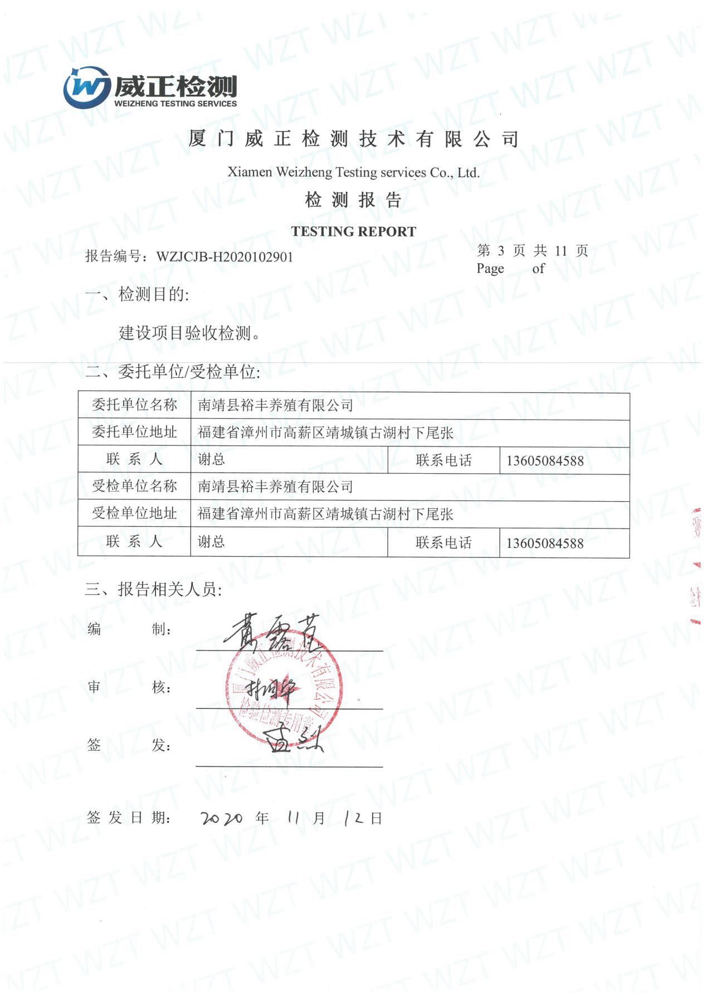 威正检测
WEIZHENG TESTING SERVICES
厦门威正检测技术有限公司
Xiamen Weizheng Testing services Co., Ltd.
检测报告
TESTING REPORT
报告编号：WZJCJB-H2020102901
第 3 页 共 11 页
Page of
一、检测目的:
建设项目验收检测。
二、委托单位/受检单位:
委托单位名称 南靖县裕丰养殖有限公司
委托单位地址 福建省漳州市高薪区靖城镇古湖村下尾张
联系人 谢总 联系电话 13605084588
受检单位名称 南靖县裕丰养殖有限公司
受检单位地址 福建省漳州市高薪区靖城镇古湖村下尾张
联系人 谢总 联系电话 13605084588
三、报告相关人员:
编制：
审核：
签发：
厦门威正检测技术有限公司
检验检测专用章
签发日期： 2020 年 11 月 12 日
WZT